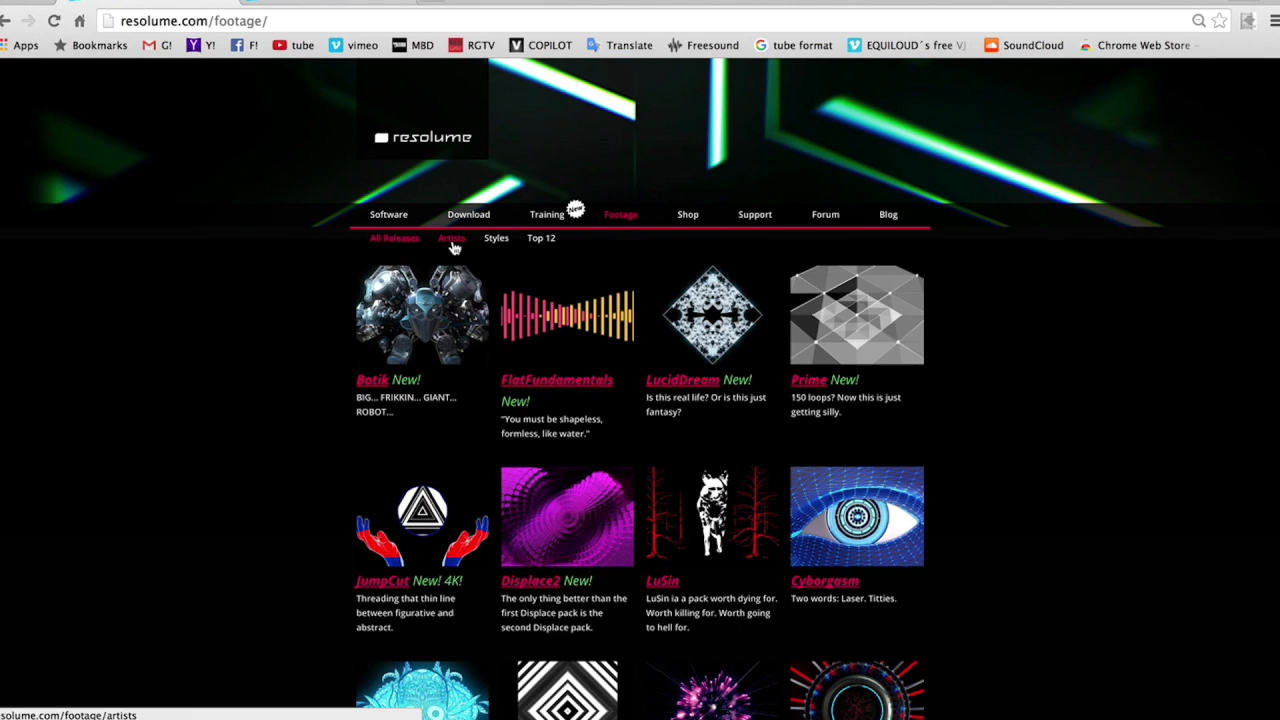 resolume.com/footage/
Apps Bookmarks G! Y! F! tube vimeo MBD RGTV COPILOT Translate Freesound tube format EQUILOUD´s free VJ SoundCloud Chrome Web Store
resolume
Software Download Training New Footage Shop Support Forum Blog
All Releases Artists Styles Top 12
Botik New!
BIG... FRIKKIN... GIANT...
ROBOT...
FlatFundamentals
New!
"You must be shapeless,
formless, like water."
LucidDream New!
Is this real life? Or is this just
fantasy?
Prime New!
150 loops? Now this is just
getting silly.
JumpCut New! 4K!
Threading that thin line
between figurative and
abstract.
Displace2 New!
The only thing better than the
first Displace pack is the
second Displace pack.
LuSin
LuSin ia a pack worth dying for.
Worth killing for. Worth going
to hell for.
Cyborgasm
Two words: Laser. Titties.
esolume.com/footage/artists